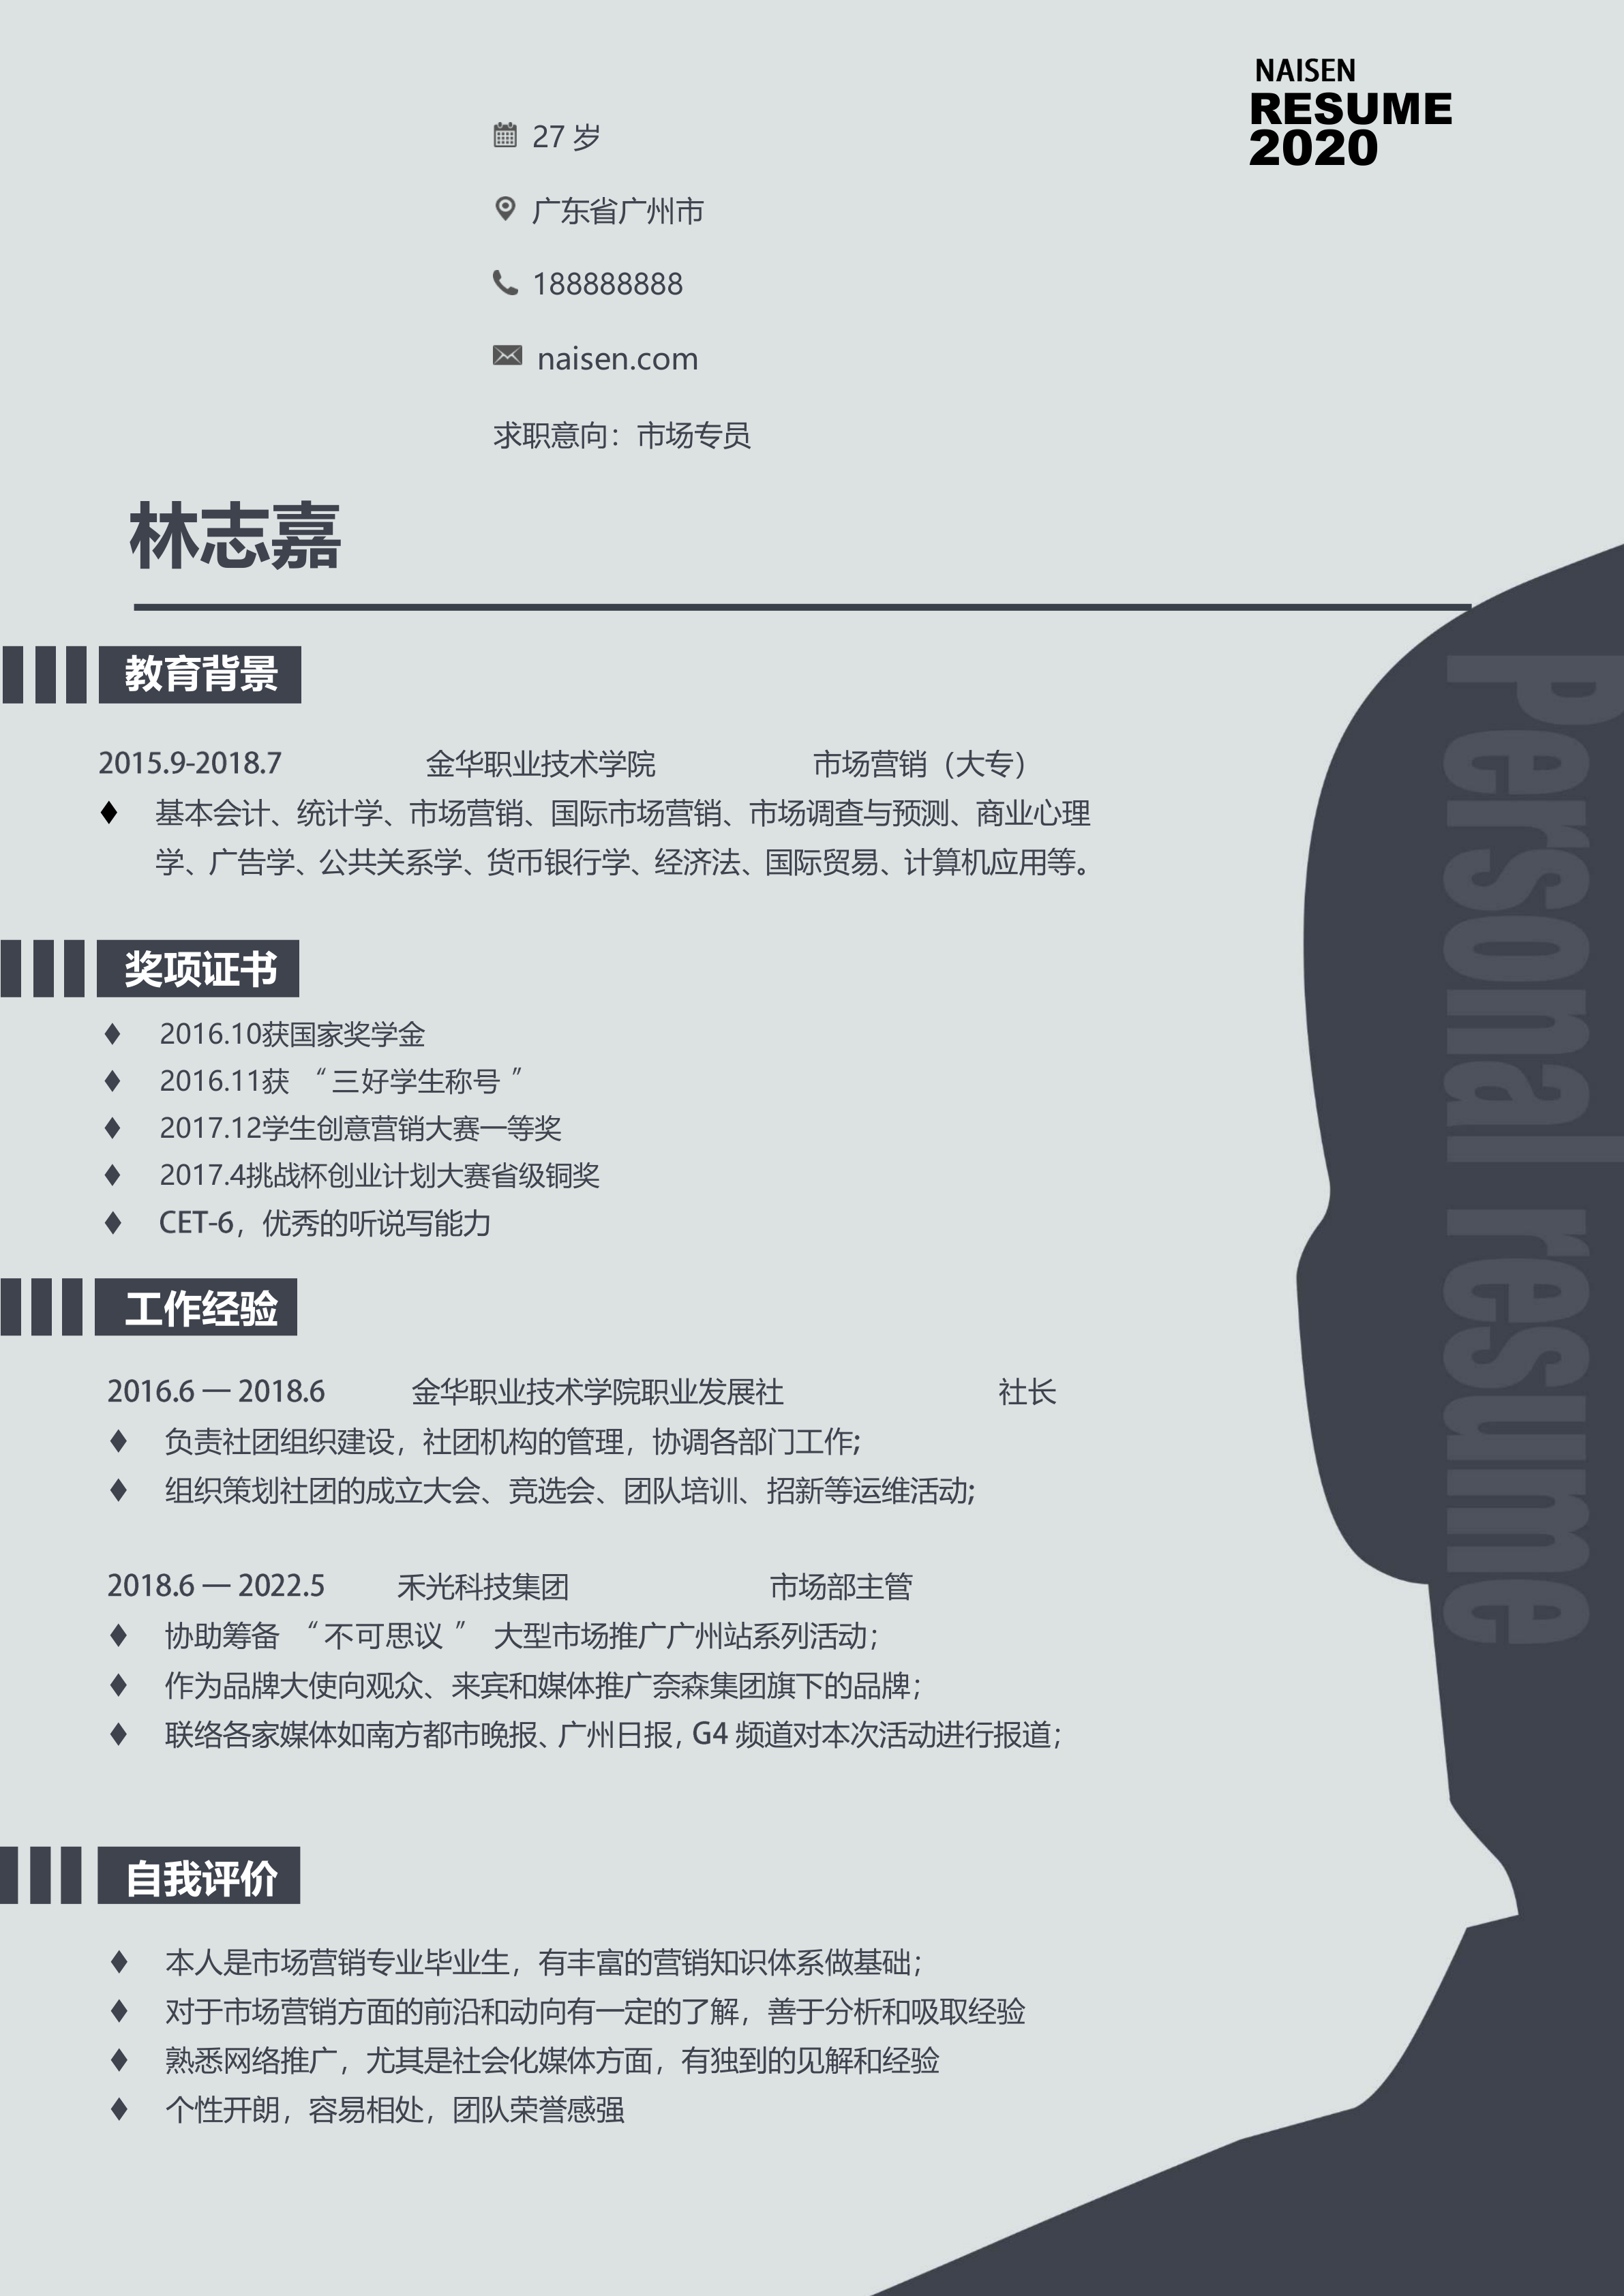 NAISEN
RESUME
2020
27 岁
广东省广州市
188888888
naisen.com
求职意向：市场专员
林志嘉
教育背景
2015.9-2018.7 金华职业技术学院 市场营销（大专）
基本会计、统计学、市场营销、国际市场营销、市场调查与预测、商业心理
学、广告学、公共关系学、货币银行学、经济法、国际贸易、计算机应用等。
奖项证书
2016.10获国家奖学金
2016.11获 “三好学生称号 ”
2017.12学生创意营销大赛一等奖
2017.4挑战杯创业计划大赛省级铜奖
CET-6，优秀的听说写能力
工作经验
2016.6 — 2018.6 金华职业技术学院职业发展社 社长
负责社团组织建设，社团机构的管理，协调各部门工作;
组织策划社团的成立大会、竞选会、团队培训、招新等运维活动;
2018.6 — 2022.5 禾光科技集团 市场部主管
协助筹备 “不可思议 ” 大型市场推广广州站系列活动；
作为品牌大使向观众、来宾和媒体推广奈森集团旗下的品牌；
联络各家媒体如南方都市晚报、广州日报，G4 频道对本次活动进行报道；
自我评价
本人是市场营销专业毕业生，有丰富的营销知识体系做基础；
对于市场营销方面的前沿和动向有一定的了解，善于分析和吸取经验
熟悉网络推广，尤其是社会化媒体方面，有独到的见解和经验
个性开朗，容易相处，团队荣誉感强
Personal resume